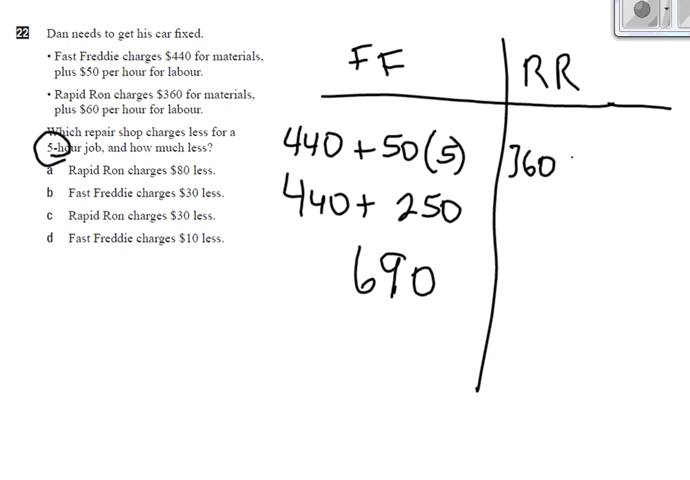 22 Dan needs to get his car fixed.
• Fast Freddie charges $440 for materials,
plus $50 per hour for labour.
• Rapid Ron charges $360 for materials,
plus $60 per hour for labour.
Which repair shop charges less for a
5-hour job, and how much less?
a Rapid Ron charges $80 less.
b Fast Freddie charges $30 less.
c Rapid Ron charges $30 less.
d Fast Freddie charges $10 less.
FF
440 + 50(5)
440 + 250
690
RR
360